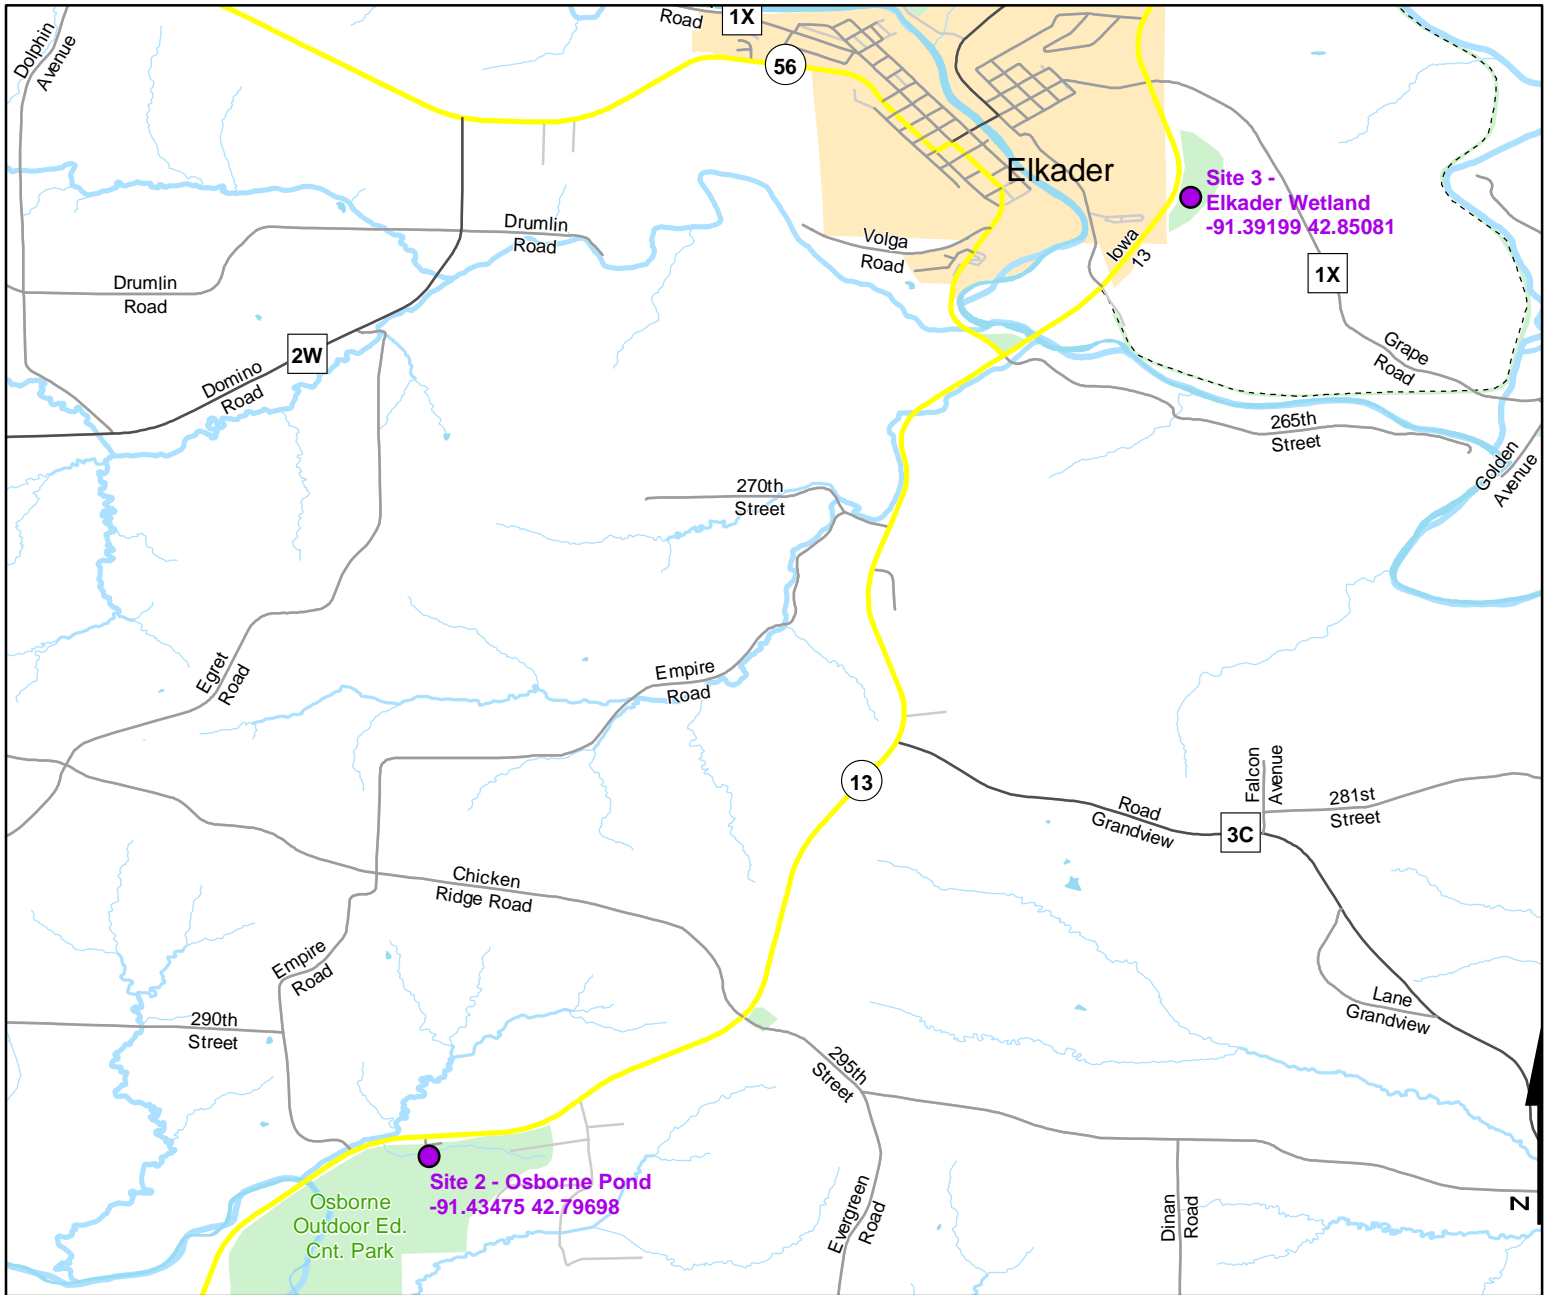 Dolphin
Avenue
Road
1X
56
Elkader
Site 3 -
Elkader Wetland
-91.39199 42.85081
Iowa
13
1X
Volga
Road
Drumlin
Road
Drumlin
Road
2W
Domino
Road
Grape
Road
265th
Street
Golden
Avenue
270th
Street
Egret
Road
Empire
Road
13
Falcon
Avenue
281st
Street
Road
Grandview
3C
Chicken
Ridge Road
Empire
Road
290th
Street
Lane
Grandview
295th
Street
Site 2 - Osborne Pond
-91.43475 42.79698
Osborne
Outdoor Ed.
Cnt. Park
Evergreen
Road
Dinan
Road
N